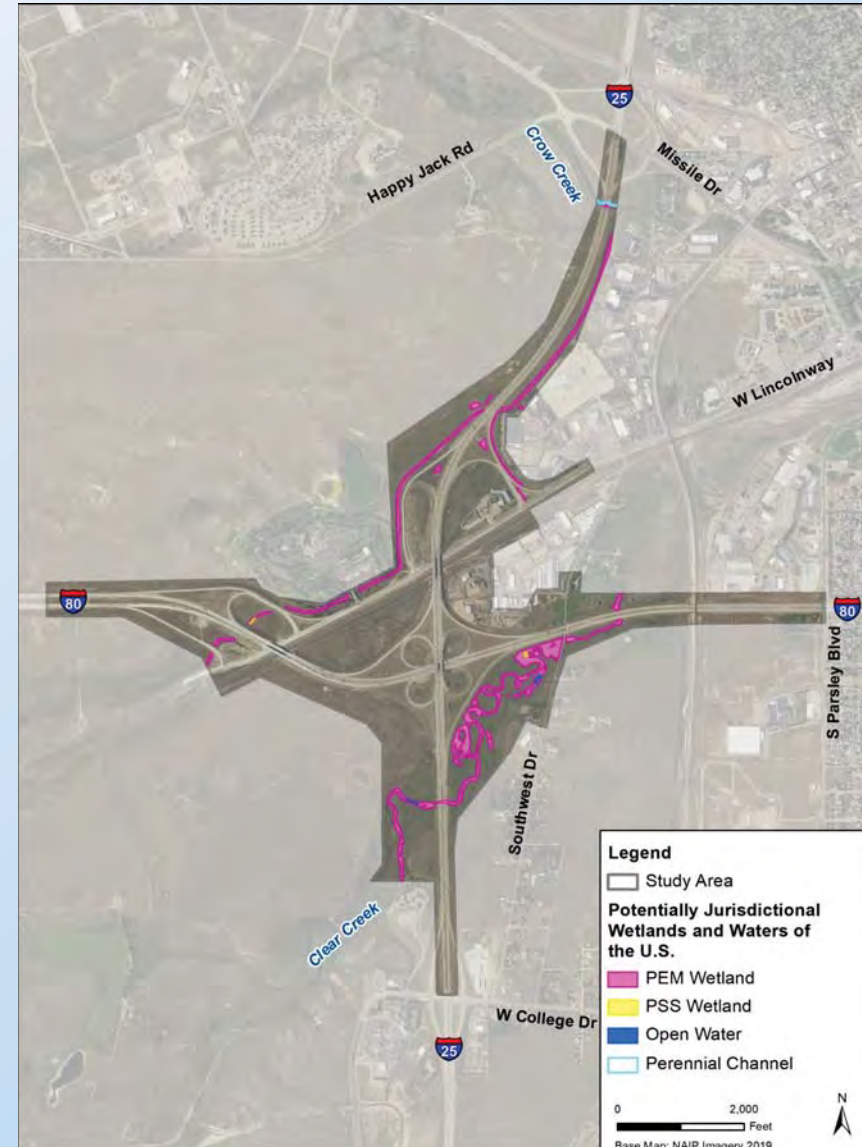 25
Crow Creek
Missile Dr
Happy Jack Rd
W Lincolnway
80
80
S Parsley Blvd
Southwest Dr
Clear Creek
W College Dr
25
Legend
Study Area
Potentially Jurisdictional
Wetlands and Waters of
the U.S.
PEM Wetland
PSS Wetland
Open Water
Perennial Channel
0 2,000
Feet
N
Base Map: NAIP Imagery 2019